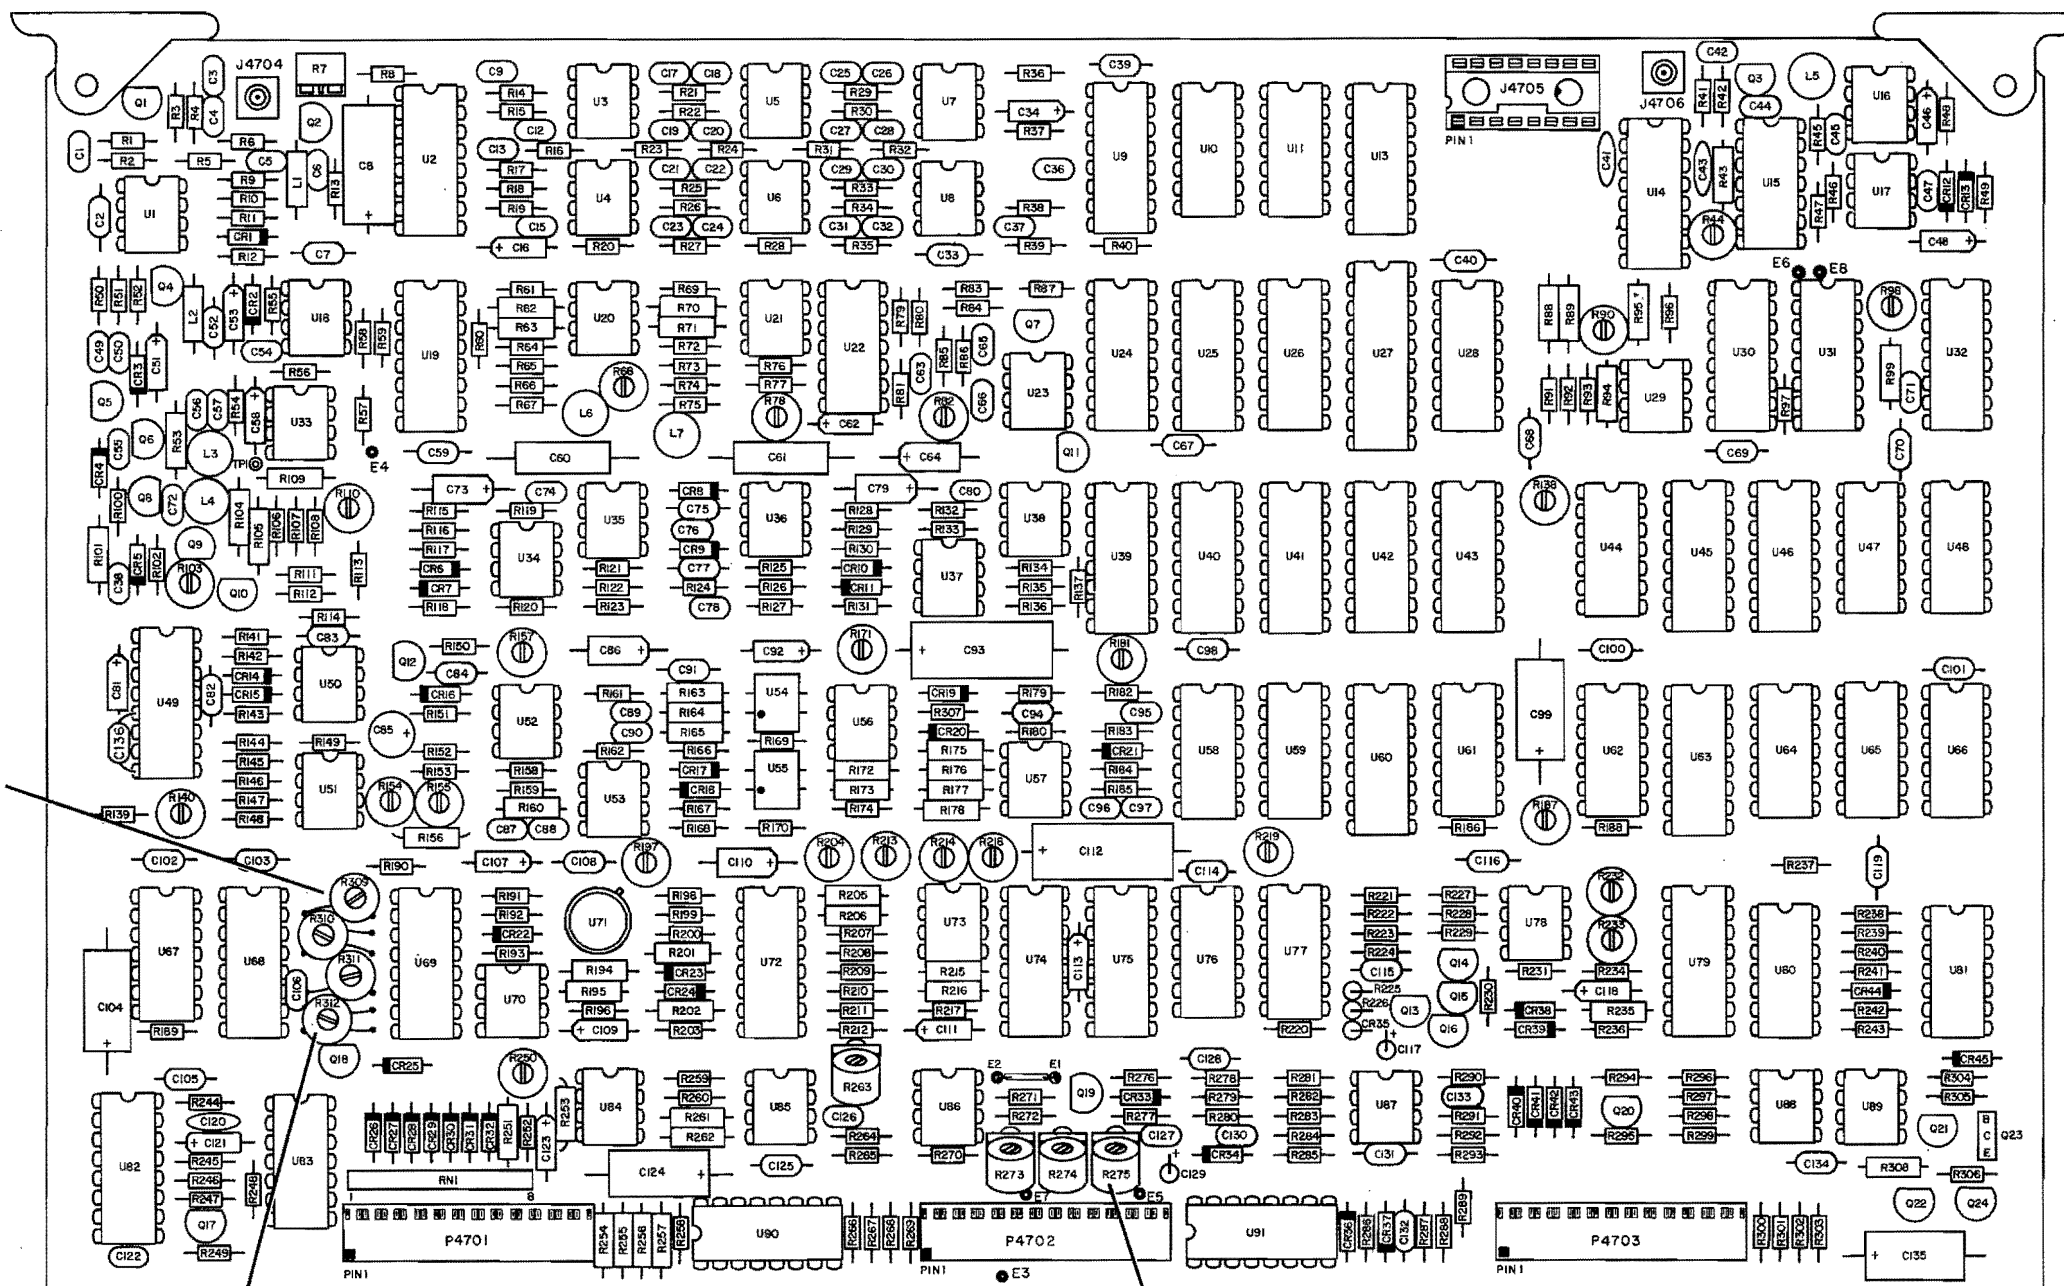 J4704 R7 R8 C9 C17 C18 C25 C26 R36 C39 J4705 C42 Q3 L5
Q1 R3 R4 C3 C4 R14 U3 R21 U5 R29 U7 J4706 R41 R42 C44 U16 C46 R48
Q2 R15 R22 R30 C34 U9 U10 U11 U13 PIN 1
C12 C19 C20 C27 C28 R37 R45 C45
C1 R1 R6 C8 U2 C13 R16 R23 R24 R31 R32 C41
R2 R5 C5 L1 C6 R13 R17 C21 C22 C29 C30 C36 C43 R43 U15 U17
R9 R18 R25 R33 R46 C47 CR12 CR13 R49
C2 U1 R10 R19 U4 R26 U6 R34 U8 R38 U14 R47
R11 C15 C23 C24 C31 C32 C37 R44
CR1 C16 R20 R27 R28 R35 R39 R40 C48
R12 C7 C33 C40 E6 E8
R50 R51 R52 Q4 L2 C52 C53 CR2 R55 U18 R61 R69 R83 R87 R98
R58 R59 U19 R60 R62 U20 R70 U21 R79 R80 R84 R88 R89 R90 R95 R96
R63 R71 U22 Q7
C49 C50 CR3 C51 C54 R64 R72 R85 R86 C65 U24 U25 U26 U27 U28 U30 U31 U32
R56 R65 R73 R76 C63 R99 C71
Q5 C56 C57 R54 C58 R57 R66 R68 R74 R77 R81 C66 U23 R91 R92 R93 R94 U29 R97
U33 R67 L6 R75 R78 R82
Q6 R53 L7 C62 Q11 C67 C68
CR4 C55 L3 TP1 E4 C59 C60 C61 C64 C69 C70
R109 R110 C73 C74 CR8 C79 C80 R138
R100 Q8 C72 L4 R104 R105 R106 R107 R108 R115 R119 U35 C75 U36 R128 R132 U38
R116 C76 R129 R133
R101 CR5 R102 Q9 R117 U34 CR9 R130 U39 U40 U41 U42 U43 U44 U45 U46 U47 U48
C38 R103 R111 R113 CR6 R121 C77 R125 CR10 U37 R134 R137
Q10 R112 CR7 R122 R124 R126 CR11 R135
R118 R120 R123 C78 R127 R131 R136
R114
R141 C83 R150 R157 C86 C92 R171 C93 R181 C98 C100
R142 Q12 C84 C91 C101
C81 CR14 U50 CR16 R161 R163 U54 CR19 R179 R182
U49 CR15 C82 R151 U52 C89 R164 U56 R307 C94 C95 C99
R143 C85 C90 R165 CR20 R180 R183
C136 R144 R149 R152 R162 R166 R169 R175 CR21 U58 U59 U60 U61 U62 U63 U64 U65 U66
R145 R153 R158 CR17 U55 R172 R176 U57 R184
R146 U51 R154 R155 R159 U53 CR18 R173 R177 R185
R139 R140 R147 R160 R167 R174 R178 C96 C97 R187
R148 R156 C87 C88 R168 R170 R186 R188
C102 C103 R190 C107 C108 R197 C110 R204 R213 R214 R218 C112 R219 C114 C116 R237 C119
R309 R191 R198 R205 R221 R227 R232
R310 R192 U71 R199 R206 R222 R228 U78 R238
U67 U68 U69 CR22 R200 U72 R207 U73 U74 C113 U75 U76 U77 R223 R229 R233 U79 U80 R239 U81
R311 R193 R201 R208 R224 Q14 R240
C106 R194 CR23 R209 R215 C115 R231 R234 R241
C104 R312 U70 R195 CR24 R210 R216 R225 Q15 R230 C118 CR44
R196 R202 R211 R217 R226 Q13 CR38 R235 R242
R189 C109 R203 R212 C111 R220 CR35 Q16 CR39 R236 R243
Q18 CR25 R250 R263 E2 E1 C128 C117 CR45
C105 R259 R276 R278 R281 R290 R294 R296 R304
R244 R253 U84 R260 U85 U86 R271 Q19 CR33 R279 R282 U87 C133 CR40 CR41 CR42 CR43 R297 U88 U89 R305
C120 CR26 CR27 CR28 CR29 CR30 CR31 CR32 R251 R252 C123 R261 C126 R272 R277 R280 R283 R291 Q20 R298 B
C121 R262 R264 C127 C130 R284 R292 R295 R299 Q21 C Q23
R245 R265 R270 CR34 R285 C131 R293 E
U82 R246 R248 U83 RN1 C124 C125 R273 R274 R275 C129 C134 R308 R306
R247 1 8 E7 E5
Q17 P4701 R254 R255 R256 R257 R258 U90 R266 R267 R268 R269 P4702 U91 CR36 R286 CR37 C132 R287 R288 R289 P4703 R300 R301 R302 R303 Q22 Q24
C122 R249 C135
PIN 1 PIN 1 E3 PIN 1